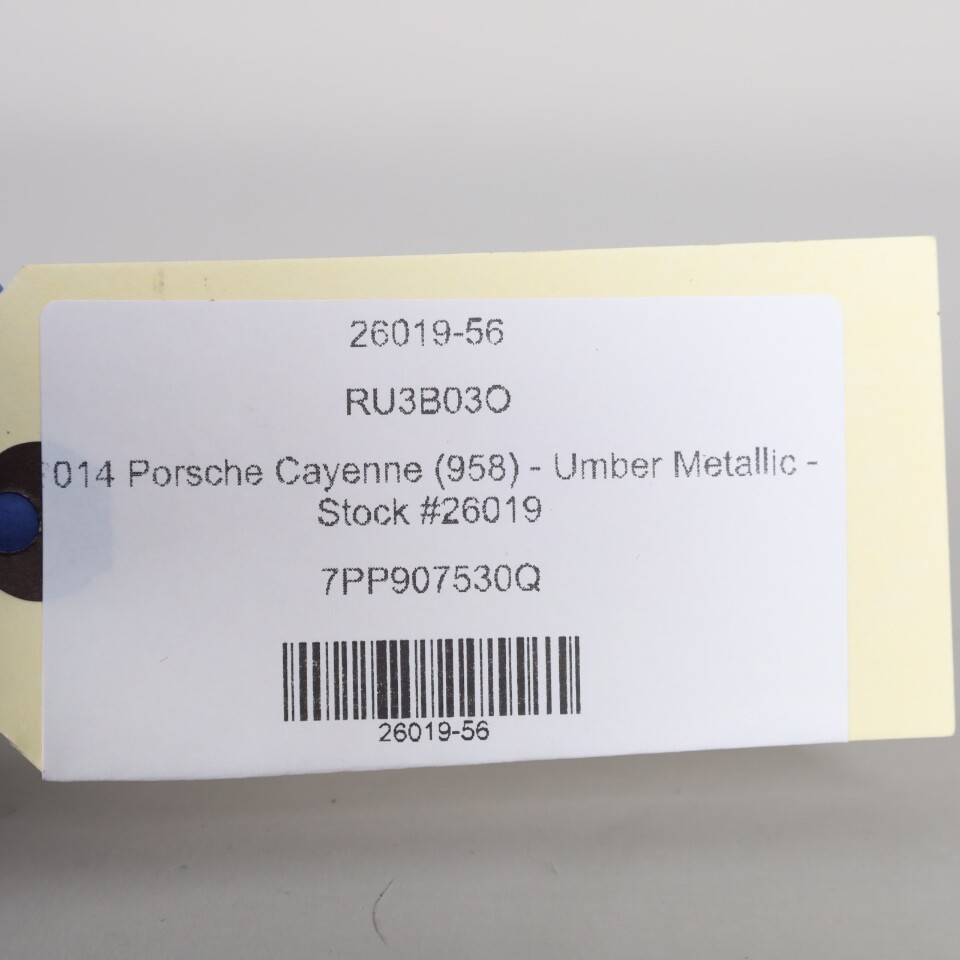 26019-56
RU3B03O
014 Porsche Cayenne (958) - Umber Metallic -
Stock #26019
7PP907530Q
26019-56